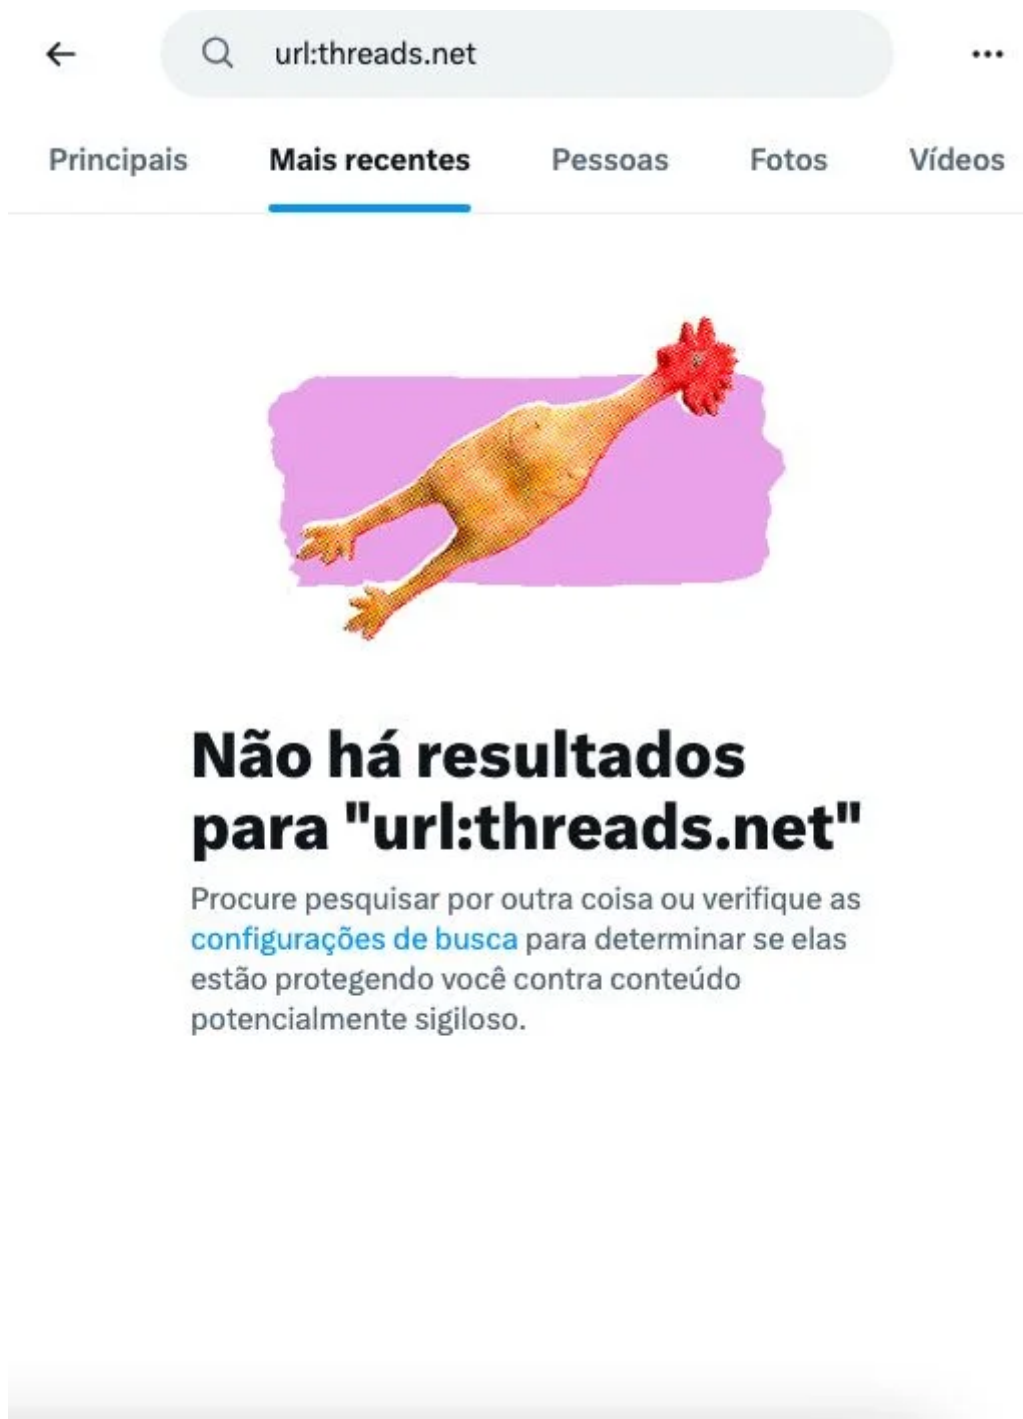 url:threads.net
Principais
Mais recentes
Pessoas
Fotos
Vídeos
Não há resultados
para "url:threads.net"
Procure pesquisar por outra coisa ou verifique as
configurações de busca para determinar se elas
estão protegendo você contra conteúdo
potencialmente sigiloso.